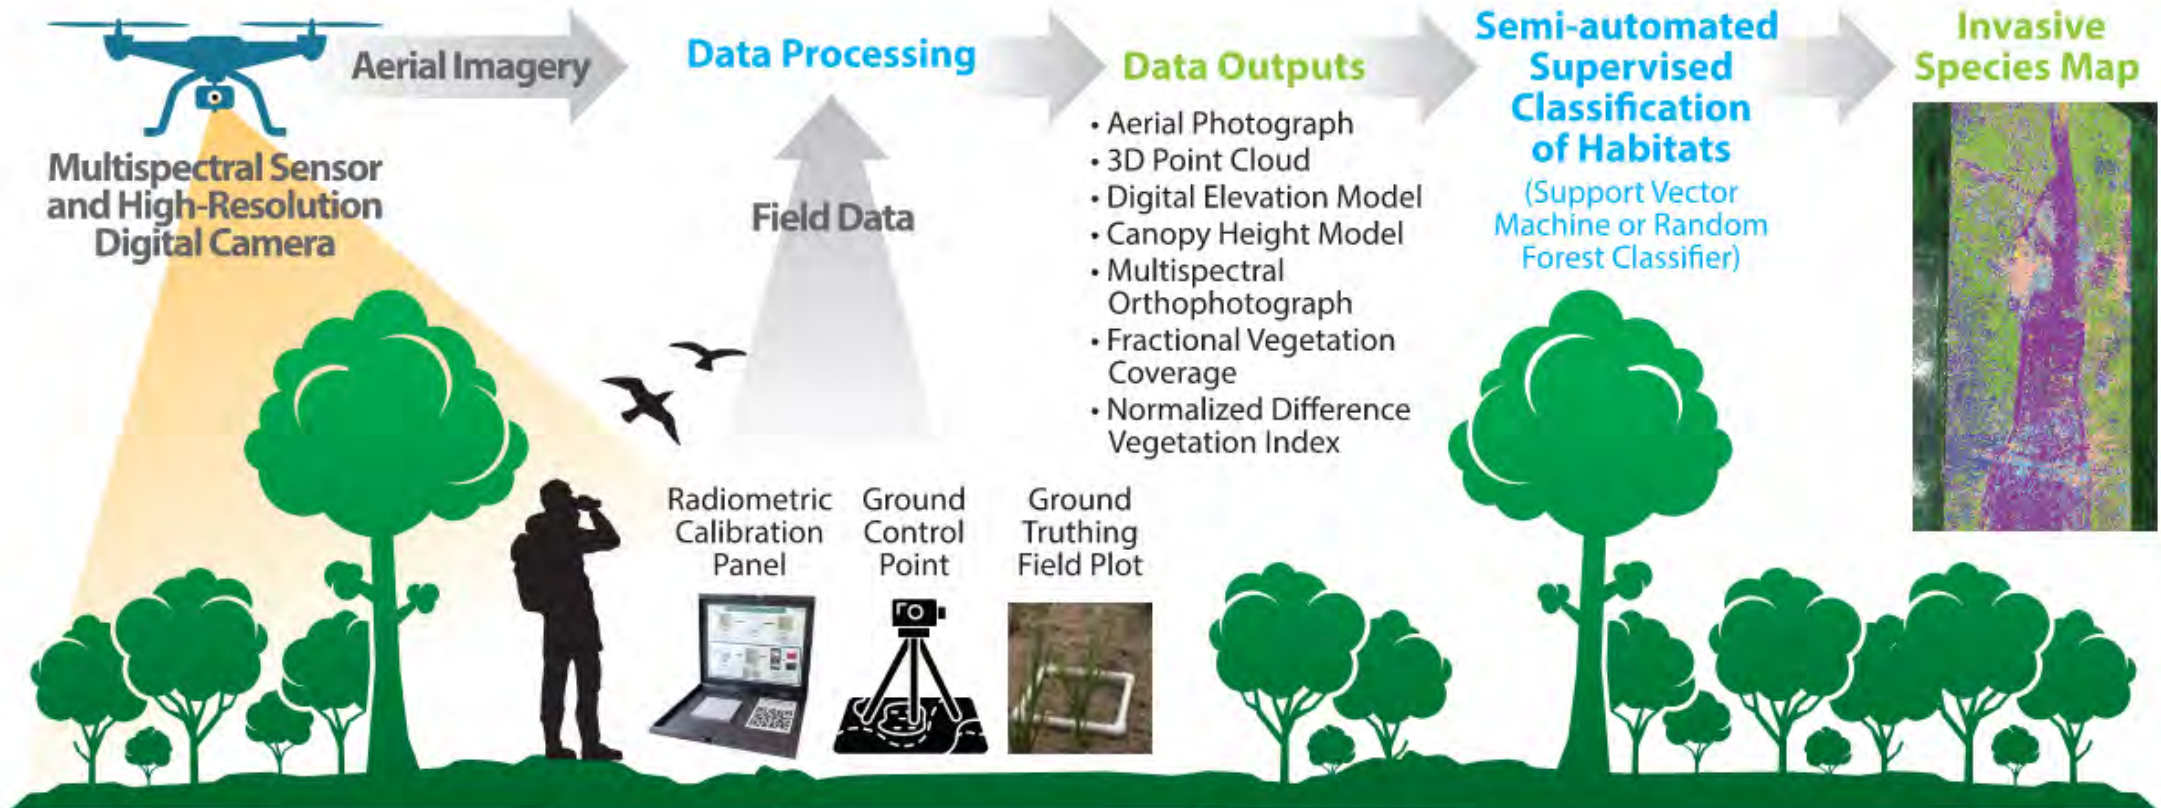 Aerial Imagery
Multispectral Sensor
and High-Resolution
Digital Camera
Data Processing
Field Data
Radiometric
Calibration
Panel
Ground
Control
Point
Ground
Truthing
Field Plot
Data Outputs
• Aerial Photograph
• 3D Point Cloud
• Digital Elevation Model
• Canopy Height Model
• Multispectral
Orthophotograph
• Fractional Vegetation
Coverage
• Normalized Difference
Vegetation Index
Semi-automated
Supervised
Classification
of Habitats
(Support Vector
Machine or Random
Forest Classifier)
Invasive
Species Map